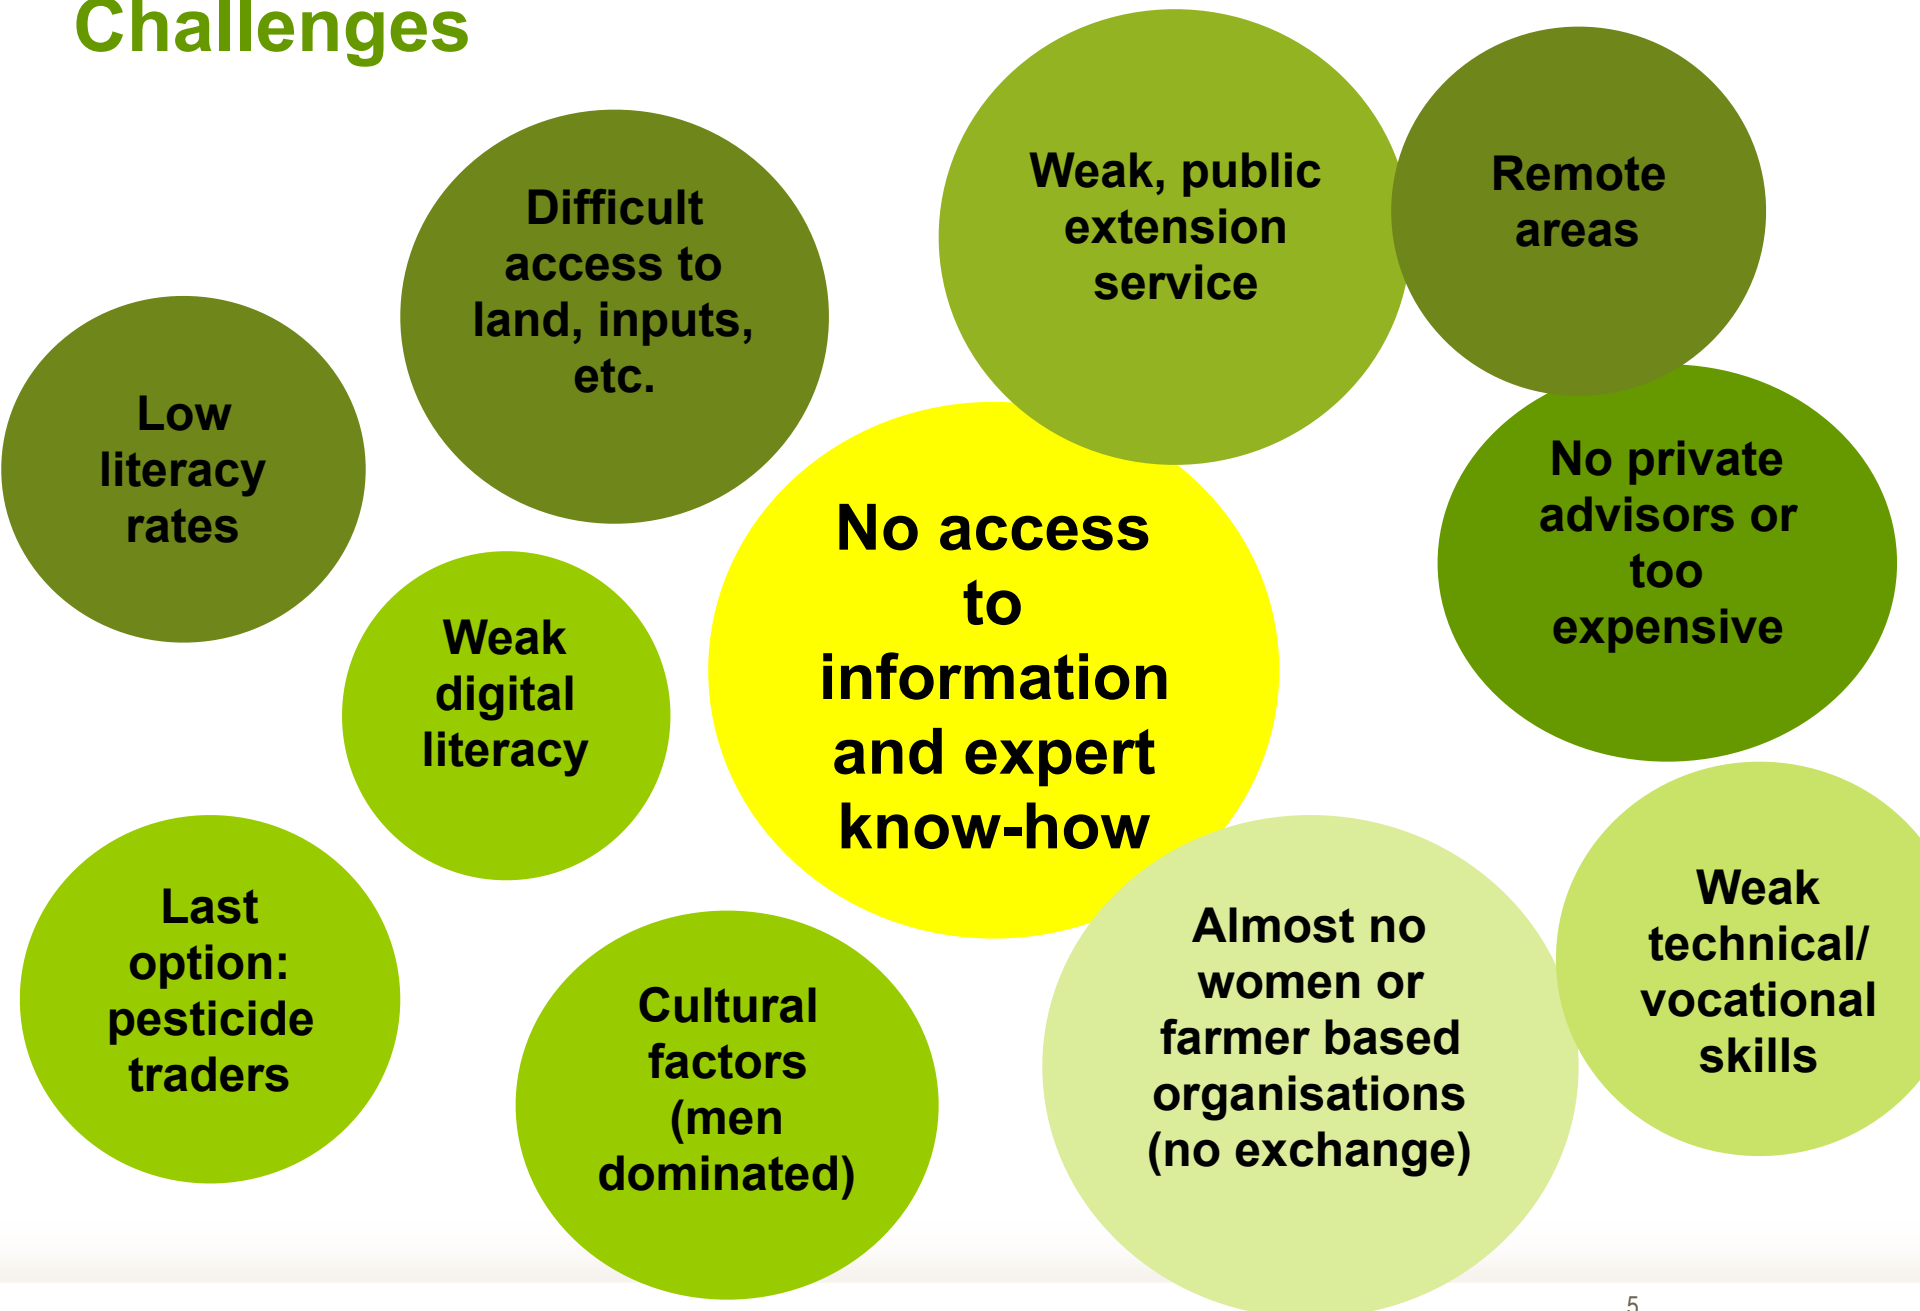 Challenges
Difficult
access to
land, inputs,
etc.
Weak, public
extension
service
Remote
areas
Low
literacy
rates
No access
to
information
and expert
know-how
No private
advisors or
too
expensive
Weak
digital
literacy
Last
option:
pesticide
traders
Cultural
factors
(men
dominated)
Almost no
women or
farmer based
organisations
(no exchange)
Weak
technical/
vocational
skills
5